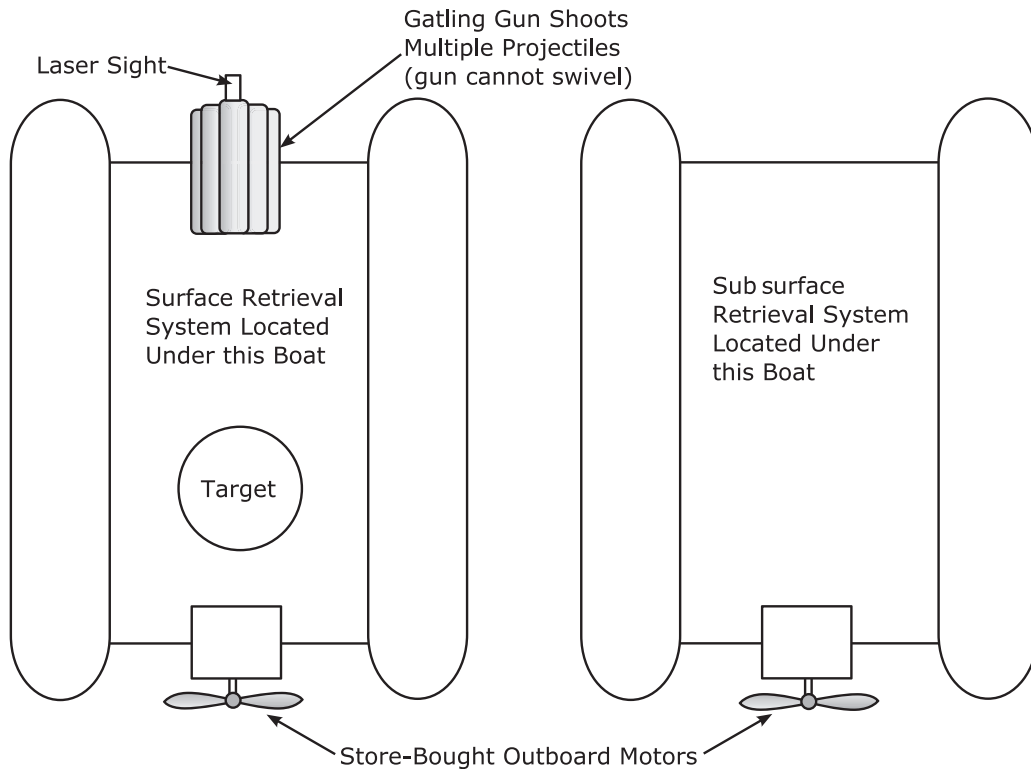 Gatling Gun Shoots
Multiple Projectiles
(gun cannot swivel)
Laser Sight
Surface Retrieval
System Located
Under this Boat
Target
Sub surface
Retrieval System
Located Under
this Boat
Store-Bought Outboard Motors